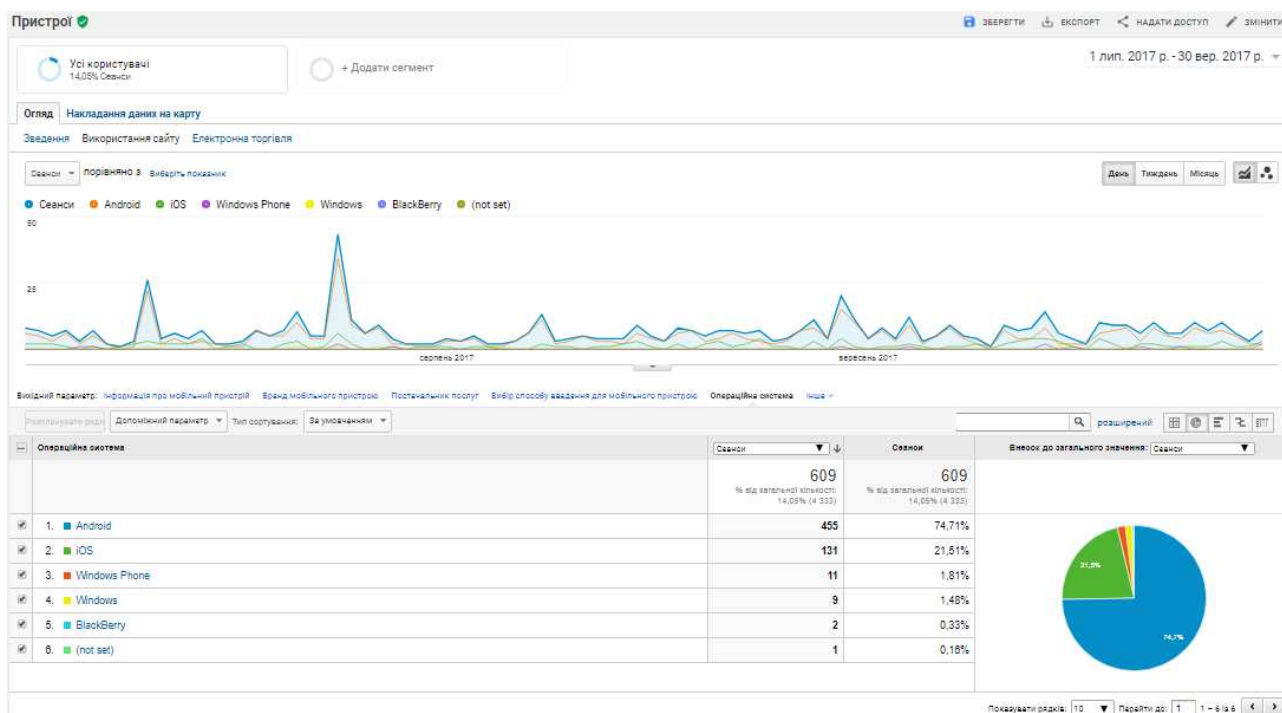 Пристрої
ЗБЕРЕГТИ ЕКСПОРТ НАДАТИ ДОСТУП ЗМІНИТИ
Усі користувачі
14,05% Сеанси
+ Додати сегмент
1 лип. 2017 р. - 30 вер. 2017 р.
Огляд Накладання даних на карту
Зведення Використання сайту Електронна торгівля
Сеанси порівняно з Виберіть показник
День Тиждень Місяць
Сеанси Android iOS Windows Phone Windows BlackBerry (not set)
50
25
серпень 2017 вересень 2017
Вихідний параметр: Інформація про мобільний пристрій Бренд мобільного пристрою Постачальник послуг Вибір способу введення для мобільного пристрою Операційна система Інше
Розпланувати рядки Допоміжний параметр Тип сортування: За умовчанням
розширений
Операційна система Сеанси Сеанси Внесок до загального значення: Сеанси
609 609
% від загальної кількості: % від загальної кількості:
14,05% (4 333) 14,05% (4 333)
1. Android 455 74,71%
2. iOS 131 21,51%
3. Windows Phone 11 1,81%
4. Windows 9 1,48%
5. BlackBerry 2 0,33%
6. (not set) 1 0,16%
21,5%
74,7%
Показувати рядків: 10 Перейти до: 1 1 – 6 із 6